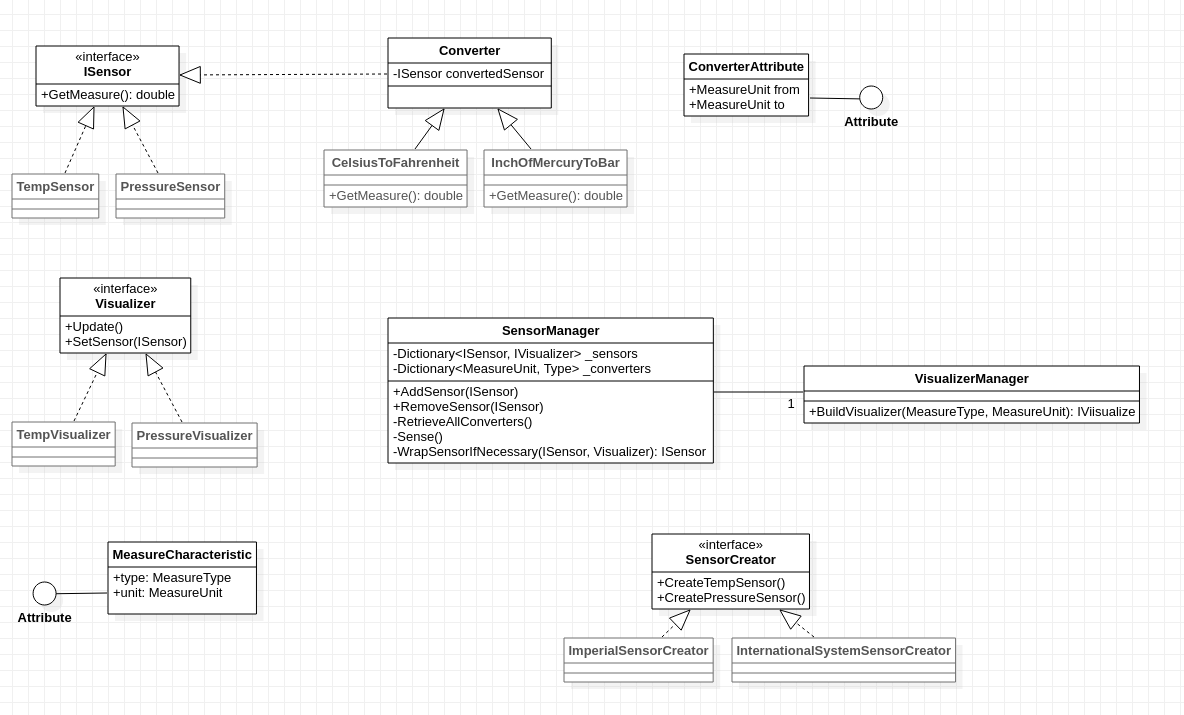 «interface»
ISensor
+GetMeasure(): double
TempSensor
PressureSensor
Converter
-ISensor convertedSensor
CelsiusToFahrenheit
+GetMeasure(): double
InchOfMercuryToBar
+GetMeasure(): double
ConverterAttribute
+MeasureUnit from
+MeasureUnit to
Attribute
«interface»
Visualizer
+Update()
+SetSensor(ISensor)
TempVisualizer
PressureVisualizer
SensorManager
-Dictionary<ISensor, IVisualizer> _sensors
-Dictionary<MeasureUnit, Type> _converters
+AddSensor(ISensor)
+RemoveSensor(ISensor)
-RetrieveAllConverters()
-Sense()
-WrapSensorIfNecessary(ISensor, Visualizer): ISensor
1
VisualizerManager
+BuildVisualizer(MeasureType, MeasureUnit): IViisualize
MeasureCharacteristic
+type: MeasureType
+unit: MeasureUnit
Attribute
«interface»
SensorCreator
+CreateTempSensor()
+CreatePressureSensor()
ImperialSensorCreator
InternationalSystemSensorCreator